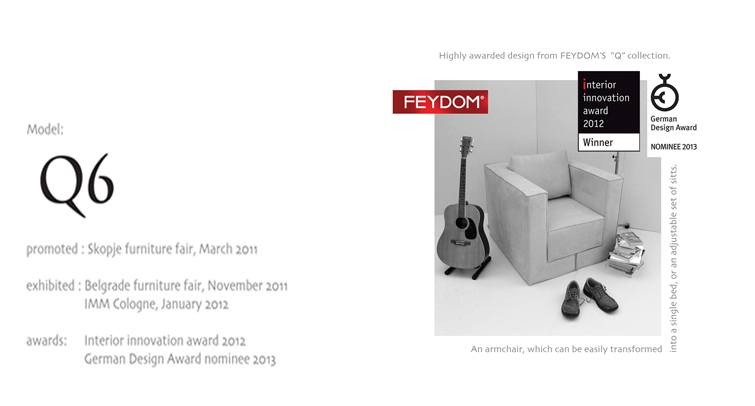 Model:
Q6
promoted : Skopje furniture fair, March 2011
exhibited : Belgrade furniture fair, November 2011
IMM Cologne, January 2012
awards: Interior innovation award 2012
German Design Award nominee 2013
Highly awarded design from FEYDOM'S "Q" collection.
FEYDOM®
interior
innovation
award
2012
Winner
German
Design Award
NOMINEE 2013
An armchair, which can be easily transformed
into a single bed, or an adjustable set of sitts.